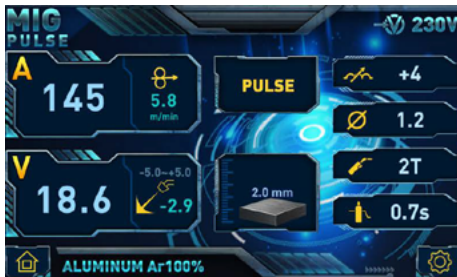 MIG
PULSE
230V
A
145
5.8
m/min
PULSE
+4
1.2
V
18.6
-5.0~+5.0
-2.9
2.0 mm
2T
0.7s
ALUMINUM Ar100%